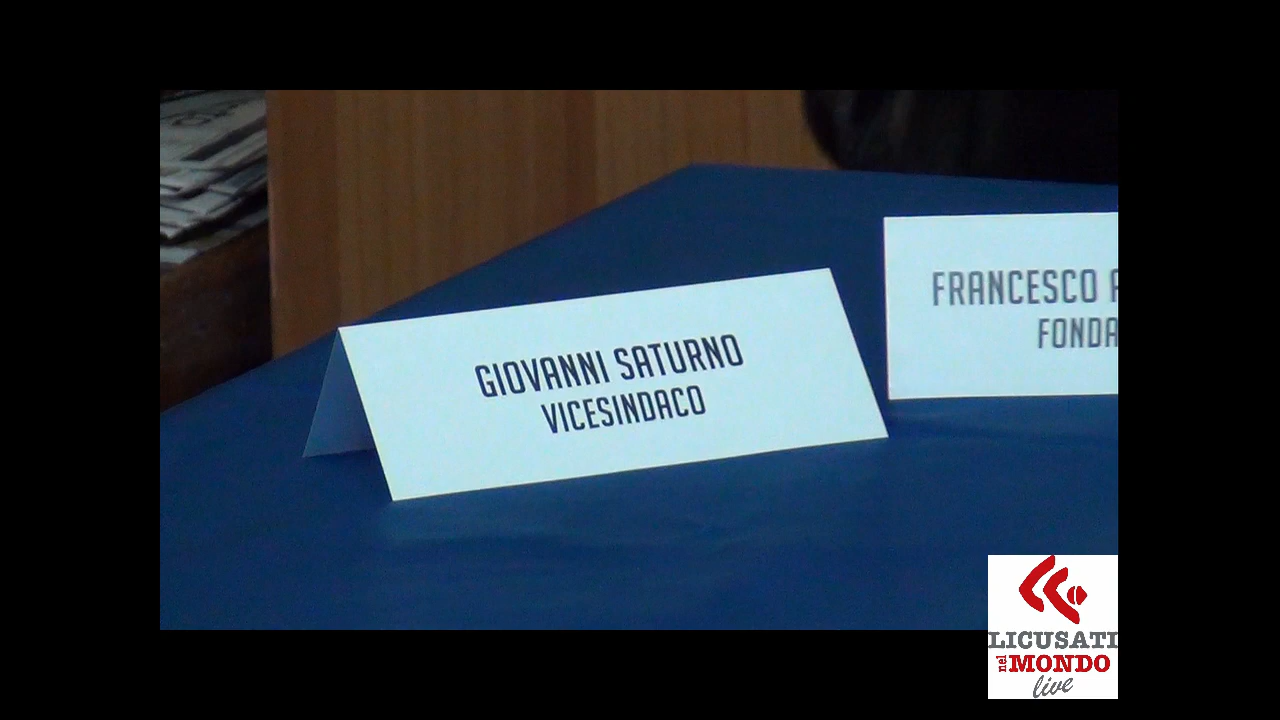 GIOVANNI SATURNO
VICESINDACO
FRANCESCO
LICUSATI
nel MONDO
live